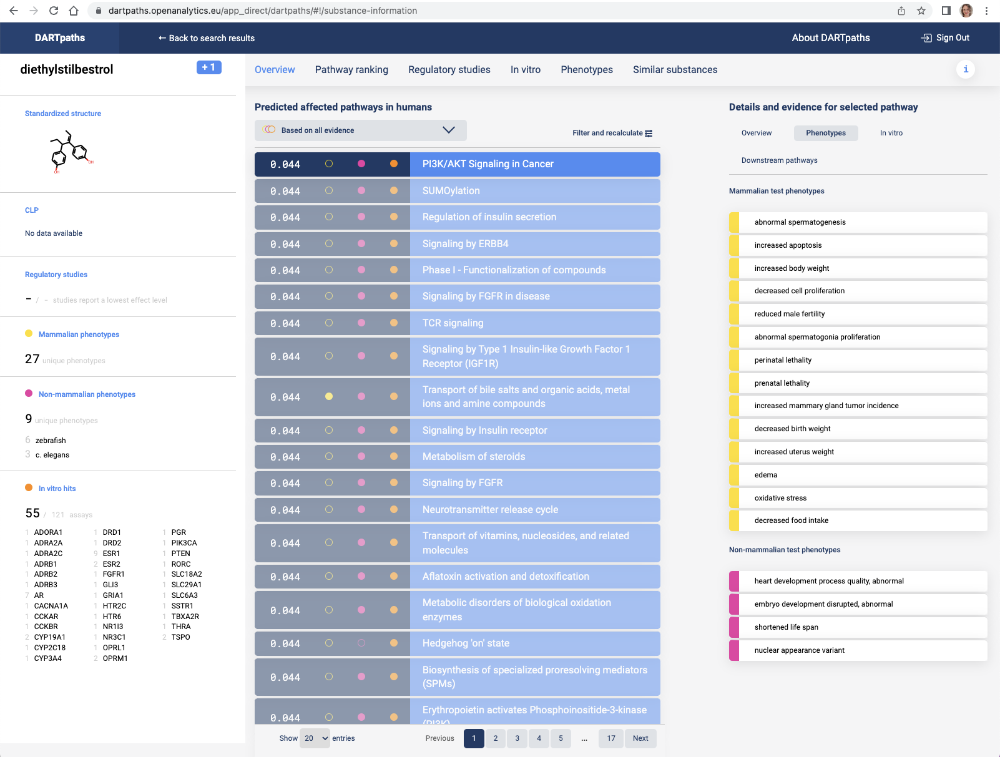 dartpaths.openanalytics.eu/app_direct/dartpaths/#!/substance-information
DARTpaths
← Back to search results
About DARTpaths
Sign Out
diethylstilbestrol
+ 1
Overview
Pathway ranking
Regulatory studies
In vitro
Phenotypes
Similar substances
i
Standardized structure
OH
OH
CLP
No data available
Regulatory studies
– / - studies report a lowest effect level
Mammalian phenotypes
27 unique phenotypes
Non-mammalian phenotypes
9 unique phenotypes
6 zebrafish
3 c. elegans
In vitro hits
55 / 121 assays
1 ADORA1
1 ADRA2A
1 ADRA2C
1 ADRB1
1 ADRB2
1 ADRB3
7 AR
1 CACNA1A
1 CCKAR
1 CCKBR
2 CYP19A1
1 CYP2C18
1 CYP3A4
1 DRD1
1 DRD2
9 ESR1
2 ESR2
1 FGFR1
1 GLI3
1 GRIA1
1 HTR2C
1 HTR6
1 NR1I3
1 NR3C1
1 OPRL1
2 OPRM1
1 PGR
1 PIK3CA
1 PTEN
1 RORC
1 SLC18A2
1 SLC29A1
1 SLC6A3
1 SSTR1
1 TBXA2R
1 THRA
2 TSPO
Predicted affected pathways in humans
Based on all evidence
Filter and recalculate
0.044 PI3K/AKT Signaling in Cancer
0.044 SUMOylation
0.044 Regulation of insulin secretion
0.044 Signaling by ERBB4
0.044 Phase I - Functionalization of compounds
0.044 Signaling by FGFR in disease
0.044 TCR signaling
0.044 Signaling by Type 1 Insulin-like Growth Factor 1
Receptor (IGF1R)
0.044 Transport of bile salts and organic acids, metal
ions and amine compounds
0.044 Signaling by Insulin receptor
0.044 Metabolism of steroids
0.044 Signaling by FGFR
0.044 Neurotransmitter release cycle
0.044 Transport of vitamins, nucleosides, and related
molecules
0.044 Aflatoxin activation and detoxification
0.044 Metabolic disorders of biological oxidation
enzymes
0.044 Hedgehog 'on' state
0.044 Biosynthesis of specialized proresolving mediators
(SPMs)
0.044 Erythropoietin activates Phosphoinositide-3-kinase
(PI3K)
Show 20 entries
Previous 1 2 3 4 5 ... 17 Next
Details and evidence for selected pathway
Overview
Phenotypes
In vitro
Downstream pathways
Mammalian test phenotypes
abnormal spermatogenesis
increased apoptosis
increased body weight
decreased cell proliferation
reduced male fertility
abnormal spermatogonia proliferation
perinatal lethality
prenatal lethality
increased mammary gland tumor incidence
decreased birth weight
increased uterus weight
edema
oxidative stress
decreased food intake
Non-mammalian test phenotypes
heart development process quality, abnormal
embryo development disrupted, abnormal
shortened life span
nuclear appearance variant